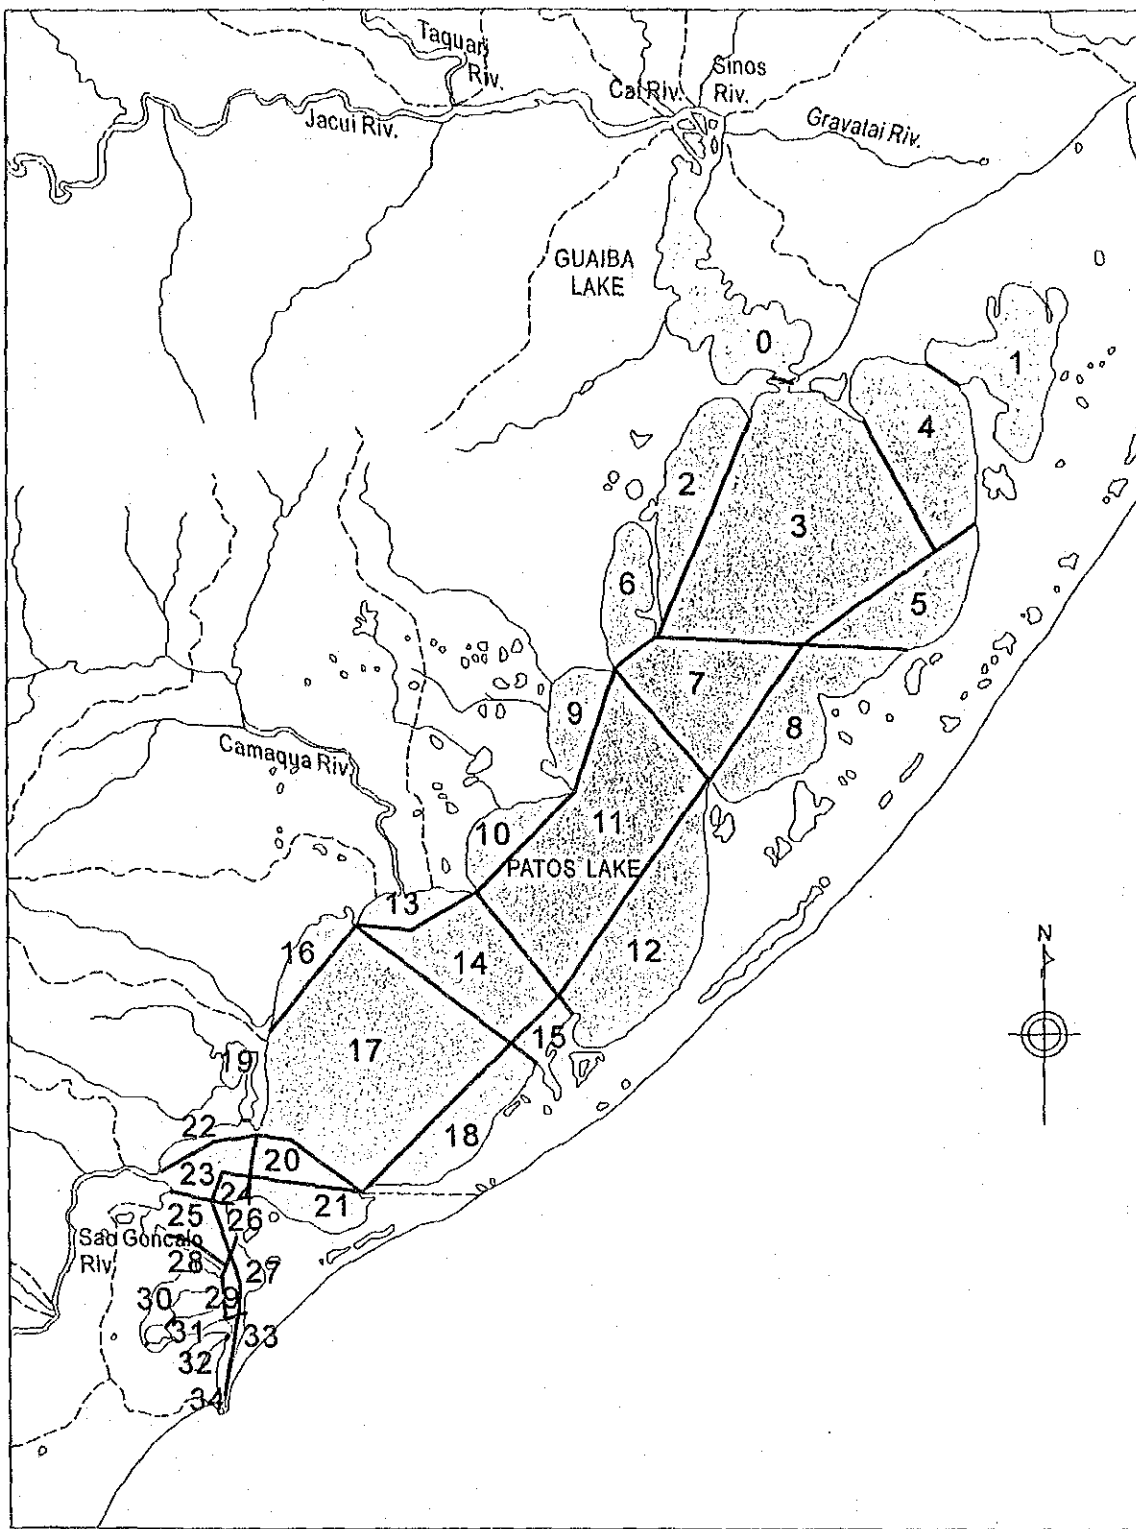 Taquari
Riv.
Sinos
Riv.
Cai Riv.
Jacui Riv.
Gravatai Riv.
GUAIBA
LAKE
0
1
4
2
3
6
5
7
9
8
Camaqua Riv.
10
11
PATOS LAKE
13
12
N
16
14
15
17
19
18
22
20
23
24
21
25
26
Sao Goncalo
Riv.
28
27
30
29
31
33
32
34